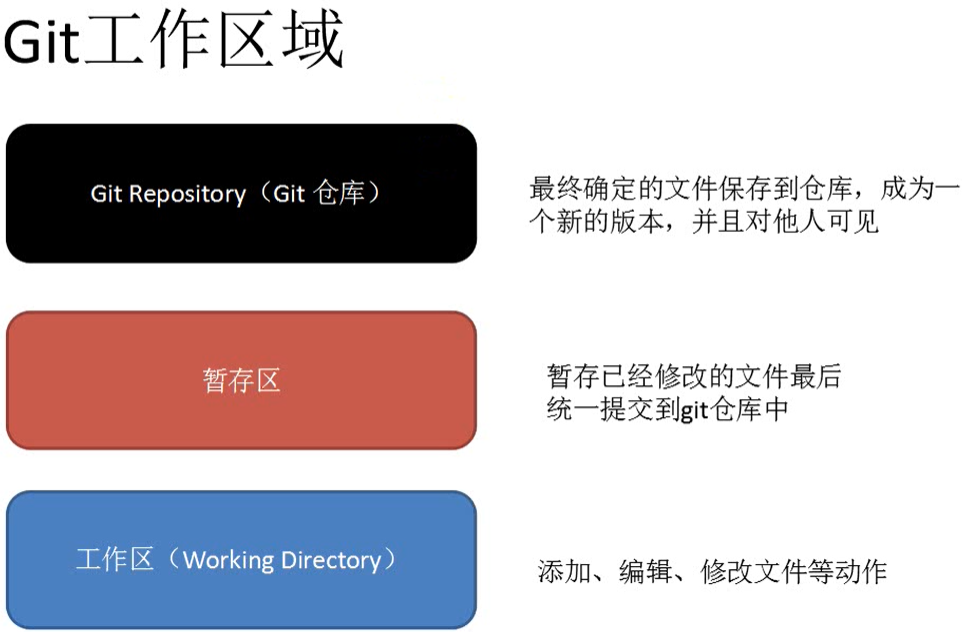 Git工作区域
Git Repository（Git 仓库）
最终确定的文件保存到仓库，成为一
个新的版本，并且对他人可见
暂存区
暂存已经修改的文件最后
统一提交到git仓库中
工作区（Working Directory）
添加、编辑、修改文件等动作